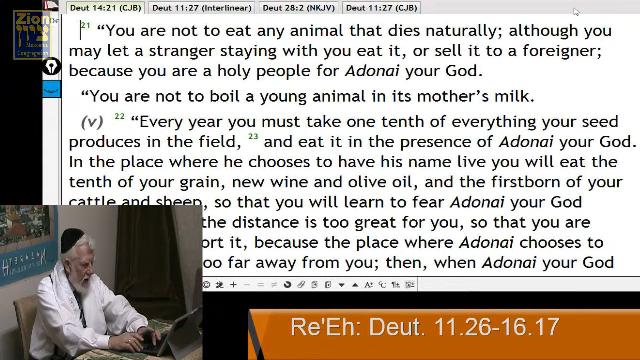 Zion
ציון
Messianic
Congregation
Deut 14:21 (CJB) Deut 11:27 (Interlinear) Deut 28:2 (NKJV) Deut 11:27 (CJB)
21 “You are not to eat any animal that dies naturally; although you
may let a stranger staying with you eat it, or sell it to a foreigner;
because you are a holy people for Adonai your God.
“You are not to boil a young animal in its mother’s milk.
(v) 22 “Every year you must take one tenth of everything your seed
produces in the field, 23 and eat it in the presence of Adonai your God.
In the place where he chooses to have his name live you will eat the
tenth of your grain, new wine and olive oil, and the firstborn of your
cattle and sheep, so that you will learn to fear Adonai your God
the distance is too great for you, so that you are
ort it, because the place where Adonai chooses to
oo far away from you; then, when Adonai your God
Re'Eh: Deut. 11.26-16.17